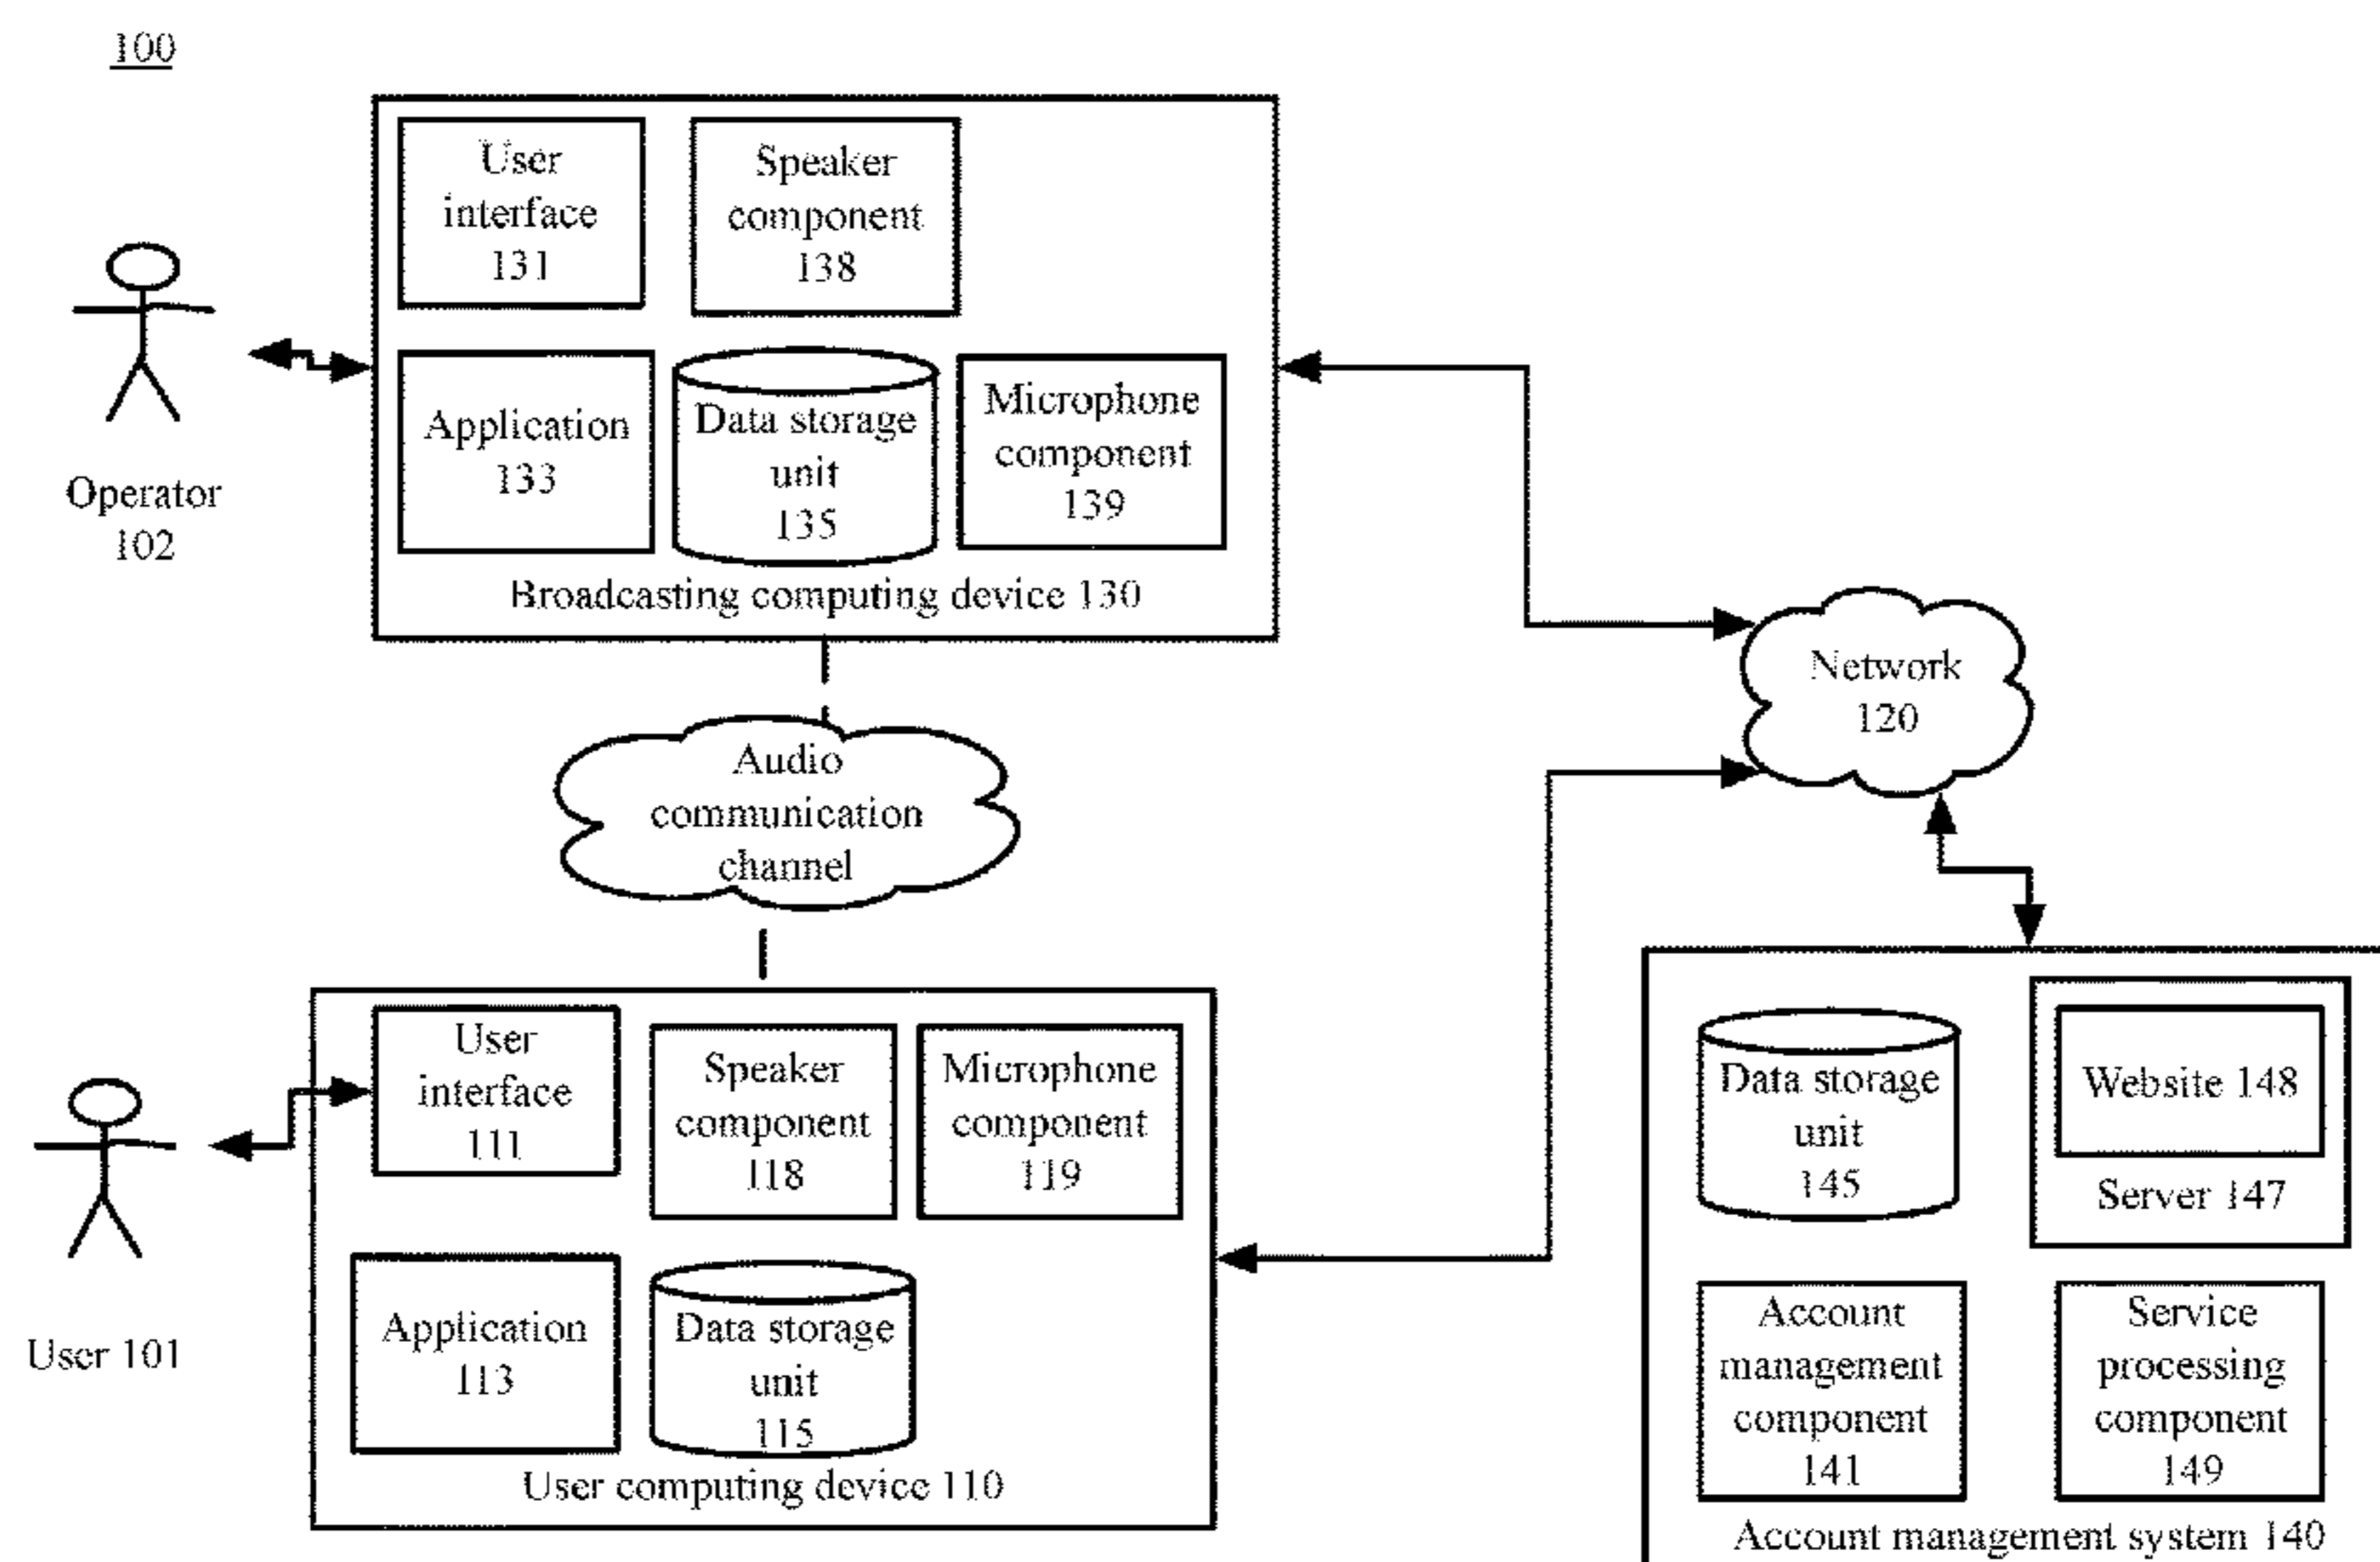 100
User
interface
131
Speaker
component
138
Application
133
Data storage
unit
135
Microphone
component
139
Broadcasting computing device 130
Operator
102
Network
120
Audio
communication
channel
User
interface
111
Speaker
component
118
Microphone
component
119
Application
113
Data storage
unit
115
User computing device 110
User 101
Data storage
unit
145
Website 148
Server 147
Account
management
component
141
Service
processing
component
149
Account management system 140